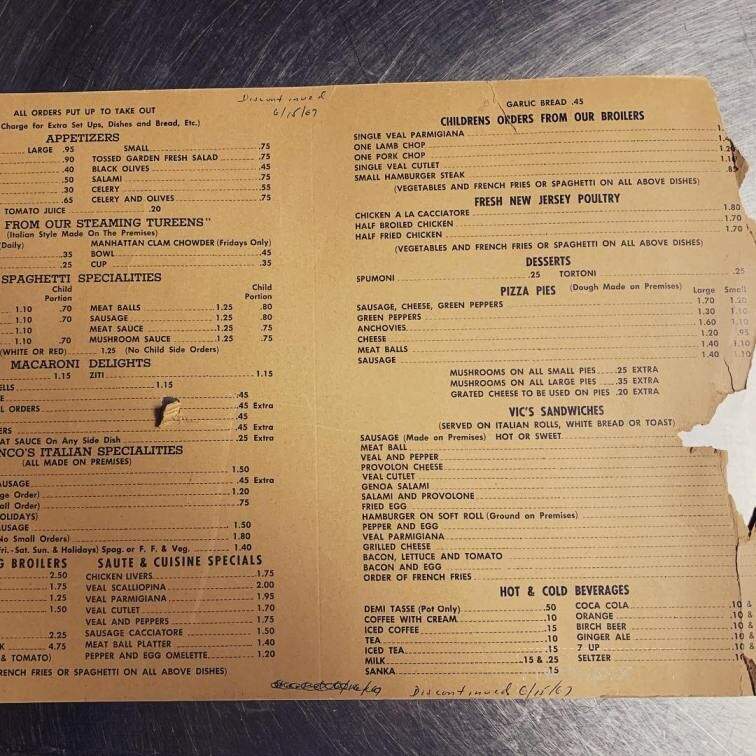 ALL ORDERS PUT UP TO TAKE OUT
Charge for Extra Set Ups, Dishes and Bread, Etc.)
APPETIZERS
LARGE .95 SMALL .75
.90 TOSSED GARDEN FRESH SALAD .75
.40 BLACK OLIVES .45
.50 SALAMI .75
.30 CELERY .55
.65 CELERY AND OLIVES .75
TOMATO JUICE .20
FROM OUR STEAMING TUREENS"
(Italian Style Made On The Premises)
Daily) MANHATTAN CLAM CHOWDER (Fridays Only)
.35 BOWL .45
.25 CUP .35
SPAGHETTI SPECIALITIES
Child Portion Child Portion
1.10 .70 MEAT BALLS 1.25 .80
1.10 .70 SAUSAGE 1.25 .80
1.10 MEAT SAUCE 1.25 .75
1.10 .70 MUSHROOM SAUCE 1.25 .75
(WHITE OR RED) 1.25 (No Child Side Orders)
MACARONI DELIGHTS
1.15 ZITI 1.15
ELLS 1.15
E .45
L ORDERS .45 Extra
.45
ERS .45 Extra
AT SAUCE On Any Side Dish .25 Extra
NCO'S ITALIAN SPECIALITIES
(ALL MADE ON PREMISES)
1.50
AUSAGE .45 Extra
ge Order) 1.20
all Order) .75
OLIDAYS)
USAGE 1.50
No Small Orders) 1.80
Fri.-Sat. Sun. & Holidays) Spag. or F. F. & Veg. 1.40
G BROILERS
2.50
1.75
1.25
1.50
2.25
K 4.75
& TOMATO)
SAUTE & CUISINE SPECIALS
CHICKEN LIVERS 1.75
VEAL SCALLIOPINA 2.00
VEAL PARMIGIANA 1.95
VEAL CUTLET 1.70
VEAL AND PEPPERS 1.75
SAUSAGE CACCIATORE 1.50
MEAT BALL PLATTER 1.40
PEPPER AND EGG OMELETTE 1.20
RENCH FRIES OR SPAGHETTI ON ALL ABOVE DISHES)
Discontinued
6/15/67
GARLIC BREAD .45
CHILDRENS ORDERS FROM OUR BROILERS
SINGLE VEAL PARMIGIANA 1.
ONE LAMB CHOP 1.
ONE PORK CHOP 1.20
SINGLE VEAL CUTLET 1.10
SMALL HAMBURGER STEAK .85
(VEGETABLES AND FRENCH FRIES OR SPAGHETTI ON ALL ABOVE DISHES)
FRESH NEW JERSEY POULTRY
CHICKEN A LA CACCIATORE 1.80
HALF BROILED CHICKEN 1.70
HALF FRIED CHICKEN 1.70
(VEGETABLES AND FRENCH FRIES OR SPAGHETTI ON ALL ABOVE DISHES)
DESSERTS
SPUMONI .25 TORTONI .25
PIZZA PIES (Dough Made on Premises) Large Small
SAUSAGE, CHEESE, GREEN PEPPERS 1.70 1.20
GREEN PEPPERS 1.30 1.10
ANCHOVIES 1.60 1.10
CHEESE 1.20 .95
MEAT BALLS 1.40 1.10
SAUSAGE 1.40 1.10
MUSHROOMS ON ALL SMALL PIES .25 EXTRA
MUSHROOMS ON ALL LARGE PIES .35 EXTRA
GRATED CHEESE TO BE USED ON PIES .20 EXTRA
VIC'S SANDWICHES
(SERVED ON ITALIAN ROLLS, WHITE BREAD OR TOAST)
SAUSAGE (Made on Premises) HOT OR SWEET
MEAT BALL
VEAL AND PEPPER
PROVOLON CHEESE
VEAL CUTLET
GENOA SALAMI
SALAMI AND PROVOLONE
FRIED EGG
HAMBURGER ON SOFT ROLL (Ground on Premises)
PEPPER AND EGG
VEAL PARMIGIANA
GRILLED CHEESE
BACON, LETTUCE AND TOMATO
BACON AND EGG
ORDER OF FRENCH FRIES
HOT & COLD BEVERAGES
DEMI TASSE (Pot Only) .50 COCA COLA .10 &
COFFEE WITH CREAM .10 ORANGE .10 &
ICED COFFEE .15 BIRCH BEER .10 &
TEA .10 GINGER ALE .10 &
ICED TEA .15 7 UP .10 &
MILK .15 & .25 SELTZER .10 &
SANKA .15
Discontinued 6/15/67